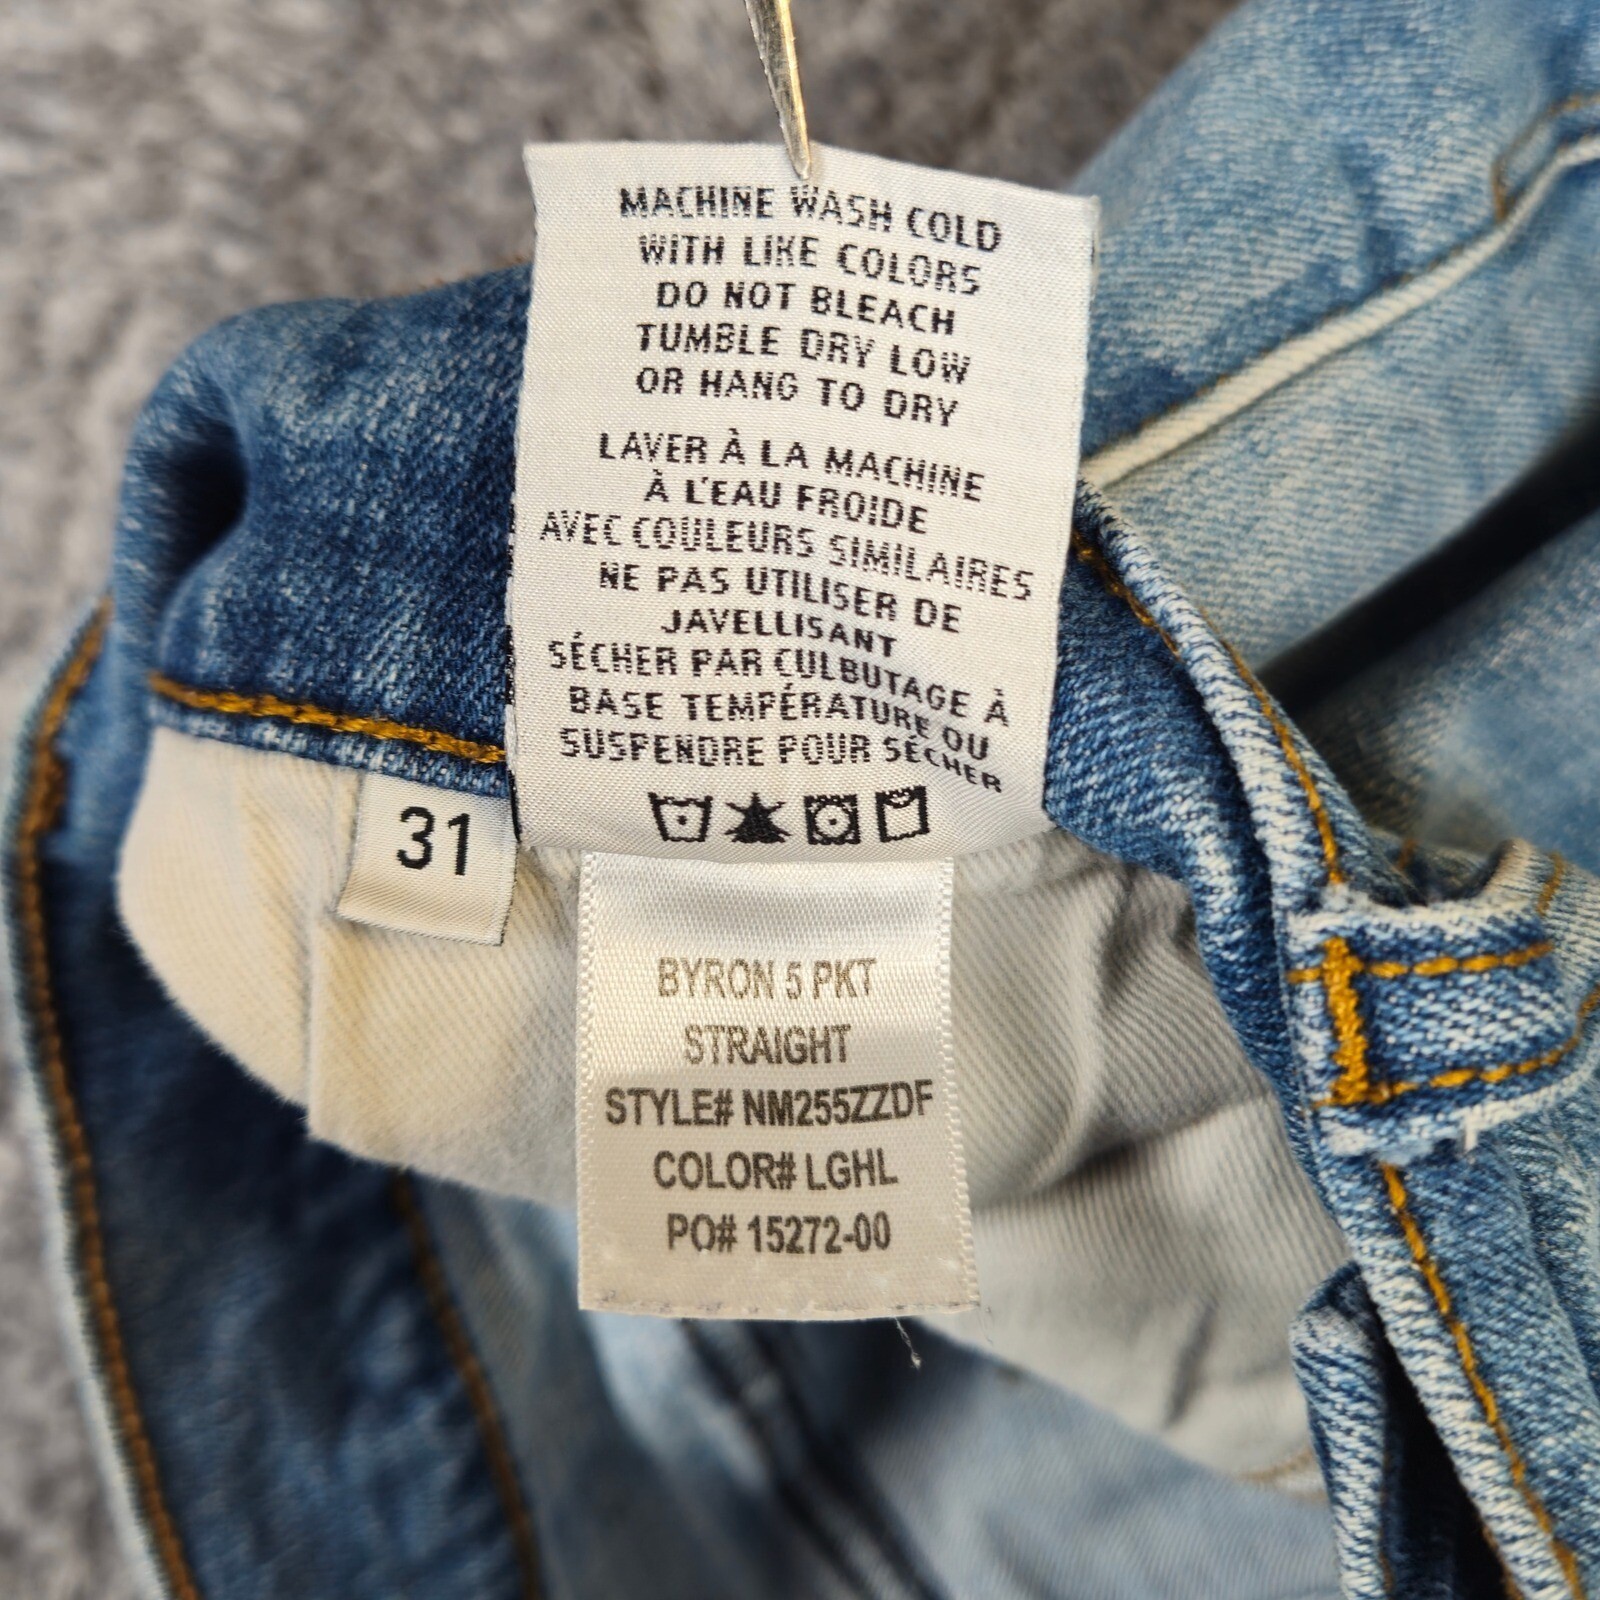 MACHINE WASH COLD
WITH LIKE COLORS
DO NOT BLEACH
TUMBLE DRY LOW
OR HANG TO DRY
LAVER À LA MACHINE
À L'EAU FROIDE
AVEC COULEURS SIMILAIRES
NE PAS UTILISER DE
JAVELLISANT
SÉCHER PAR CULBUTAGE À
BASE TEMPÉRATURE OU
SUSPENDRE POUR SÉCHER
31
BYRON 5 PKT
STRAIGHT
STYLE# NM255ZZDF
COLOR# LGHL
PO# 15272-00